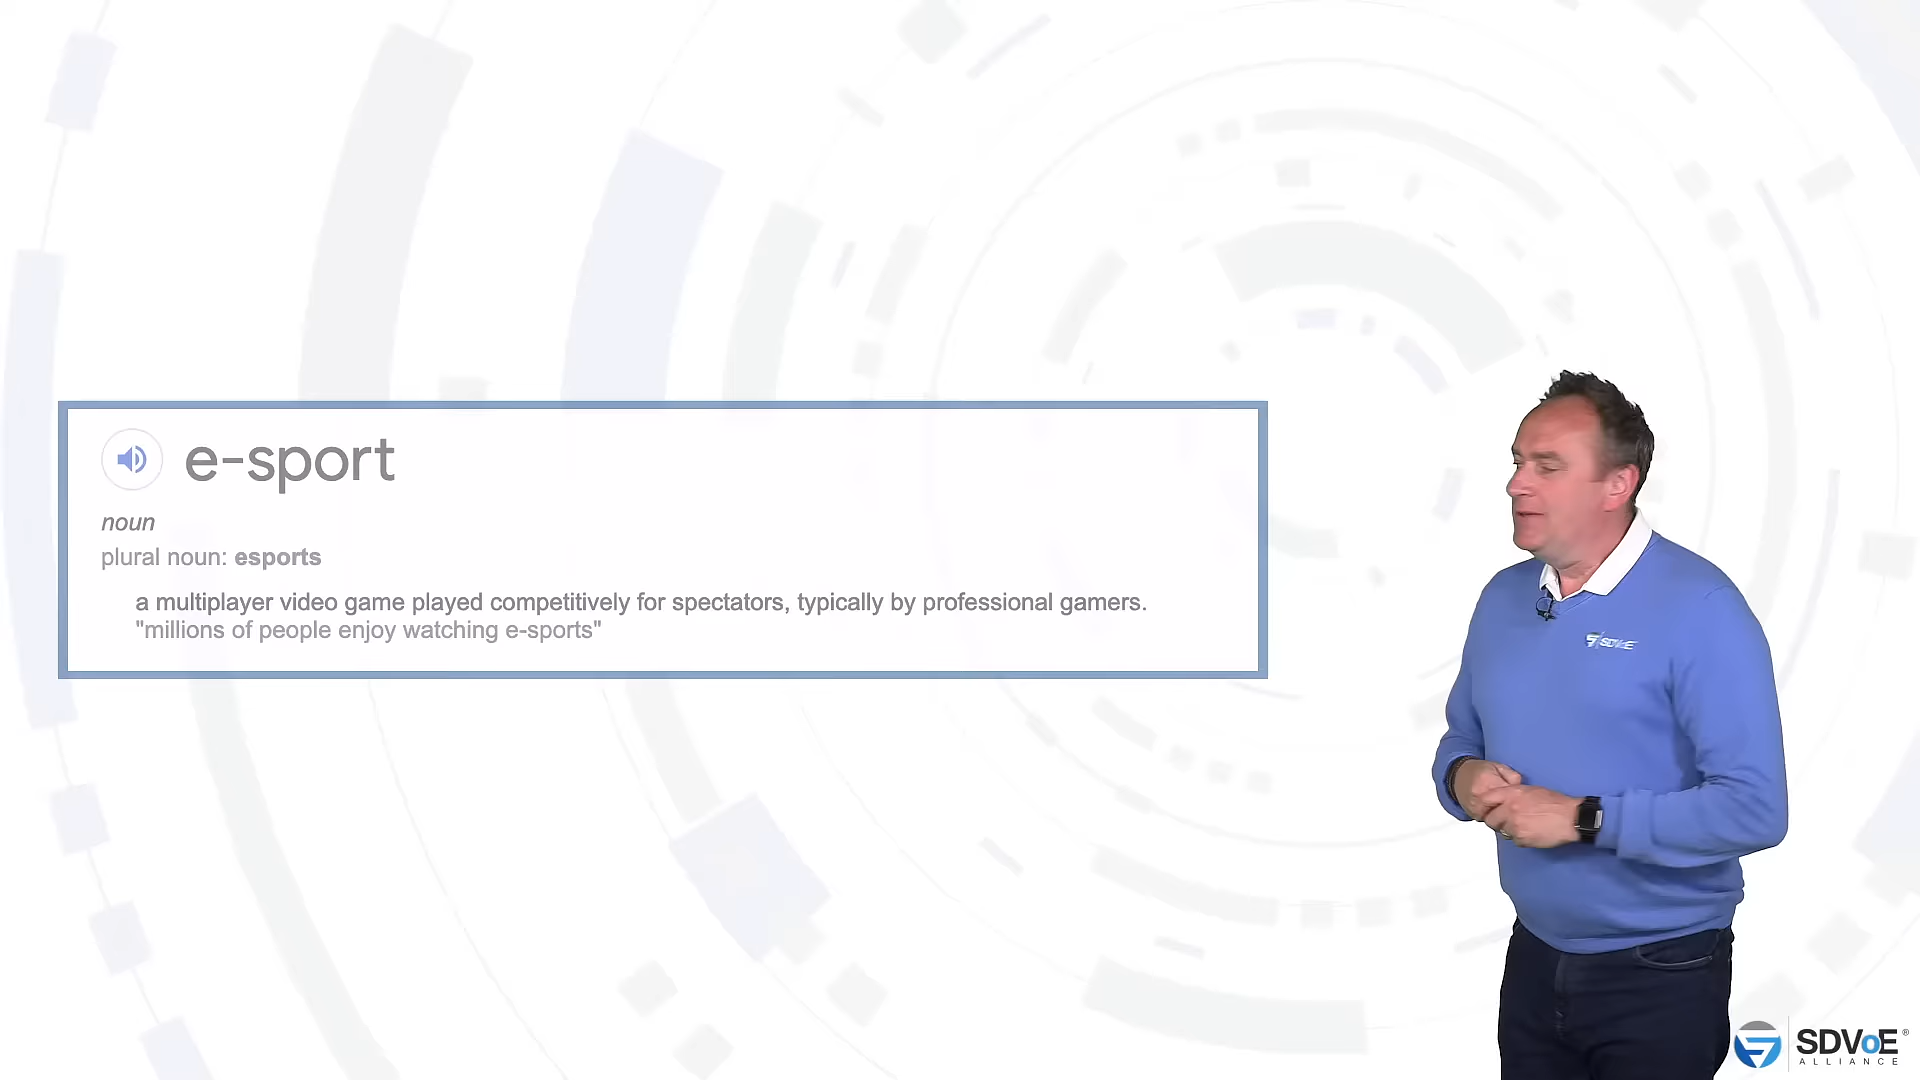 e-sport
noun
plural noun: esports
a multiplayer video game played competitively for spectators, typically by professional gamers.
"millions of people enjoy watching e-sports"
SDVoE
SDVoE®
ALLIANCE